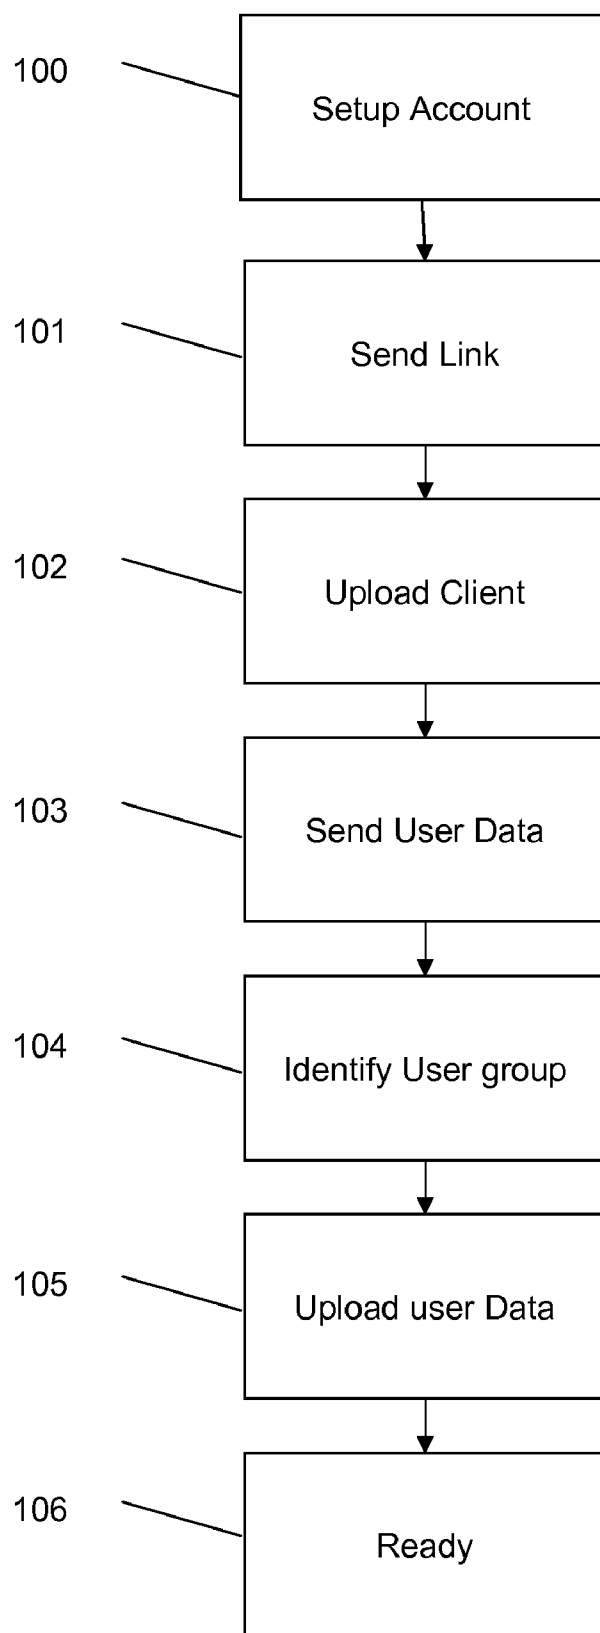 100
Setup Account
101
Send Link
102
Upload Client
103
Send User Data
104
Identify User group
105
Upload user Data
106
Ready